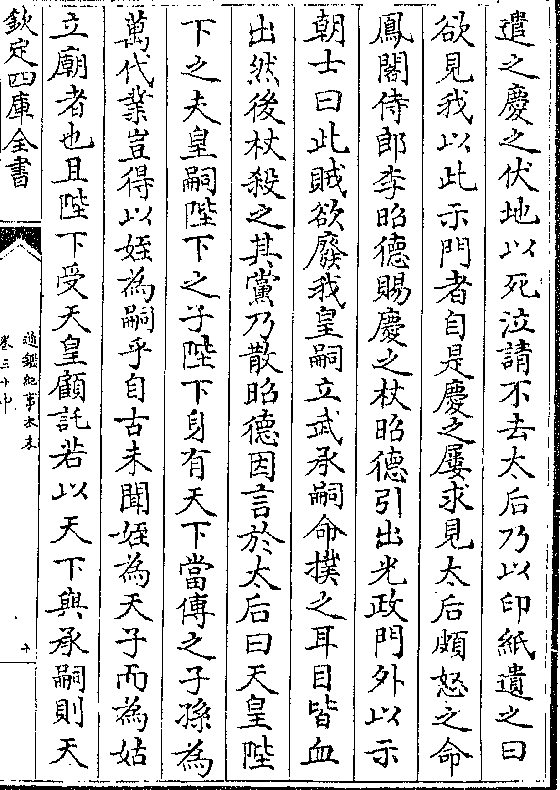 遣之慶之伏地以死泣請不去太后乃以印紙遺之曰
欲見我以此示門者自是慶之屢求見太后頗怒之命
鳳閣侍郎李昭德賜慶之杖昭德引出光政門外以示
朝士曰此賊欲廢我皇嗣立武承嗣命撲之耳目皆血
出然後杖殺之其黨乃散昭德因言於太后曰天皇陛
下之夫皇嗣陛下之子陛下身有天下當傳之子孫為
萬代業豈得以姪為嗣乎自古未聞姪為天子而為姑
立廟者也且陛下受天皇顧託若以天下與承嗣則天
欽定四庫全書
通鑑紀事本末
卷三十中
十